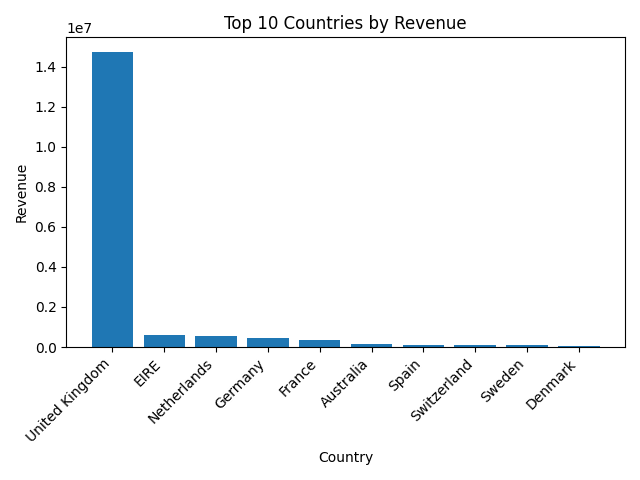 Top 10 Countries by Revenue
1e7
1.4
1.2
1.0
0.8
0.6
0.4
0.2
0.0
Revenue
United Kingdom
EIRE
Netherlands
Germany
France
Australia
Spain
Switzerland
Sweden
Denmark
Country